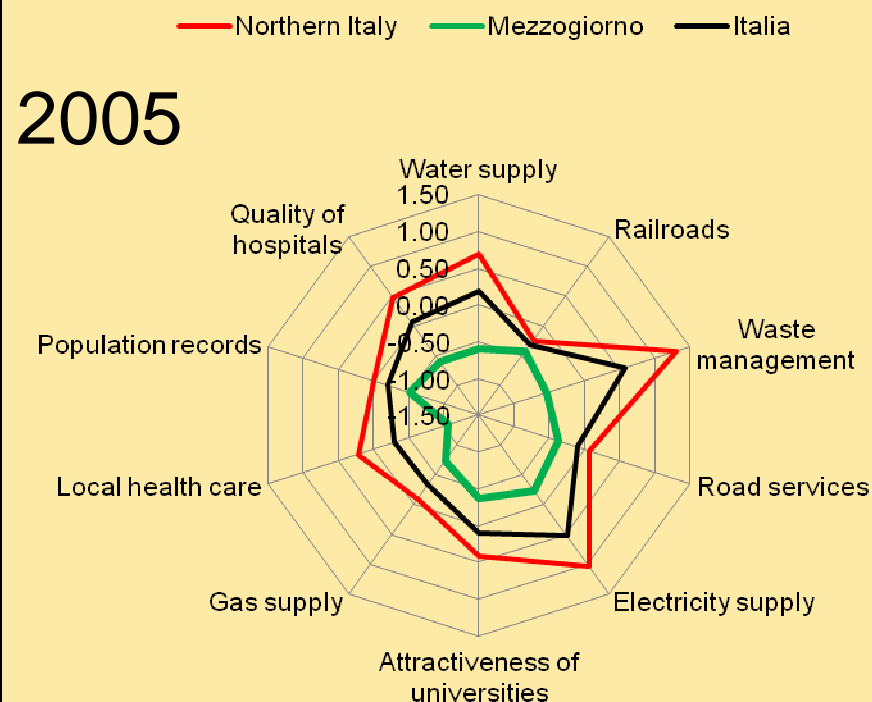 Northern Italy Mezzogiorno Italia
2005
Water supply
1.50
Quality of
hospitals
Railroads
1.00
0.50
0.00
Waste
management
Population records
-0.50
-1.00
-1.50
Local health care
Road services
Gas supply
Electricity supply
Attractiveness of
universities